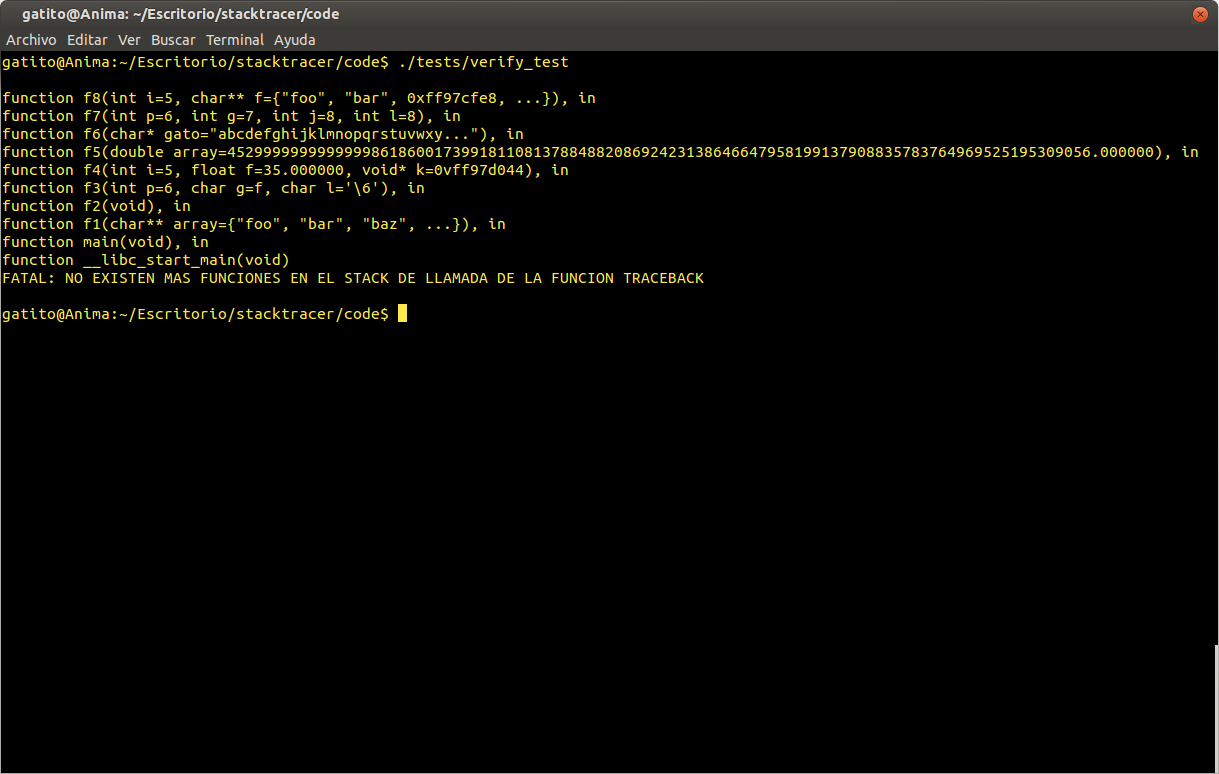 gatito@Anima: ~/Escritorio/stacktracer/code
Archivo Editar Ver Buscar Terminal Ayuda
gatito@Anima:~/Escritorio/stacktracer/code$ ./tests/verify_test
function f8(int i=5, char** f={"foo", "bar", 0xff97cfe8, ...}), in
function f7(int p=6, int g=7, int j=8, int l=8), in
function f6(char* gato="abcdefghijklmnopqrstuvwxy..."), in
function f5(double array=452999999999999986186001739918110813788488208692423138646647958199137908835783764969525195309056.000000), in
function f4(int i=5, float f=35.000000, void* k=0vff97d044), in
function f3(int p=6, char g=f, char l='\6'), in
function f2(void), in
function f1(char** array={"foo", "bar", "baz", ...}), in
function main(void), in
function __libc_start_main(void)
FATAL: NO EXISTEN MAS FUNCIONES EN EL STACK DE LLAMADA DE LA FUNCION TRACEBACK
gatito@Anima:~/Escritorio/stacktracer/code$